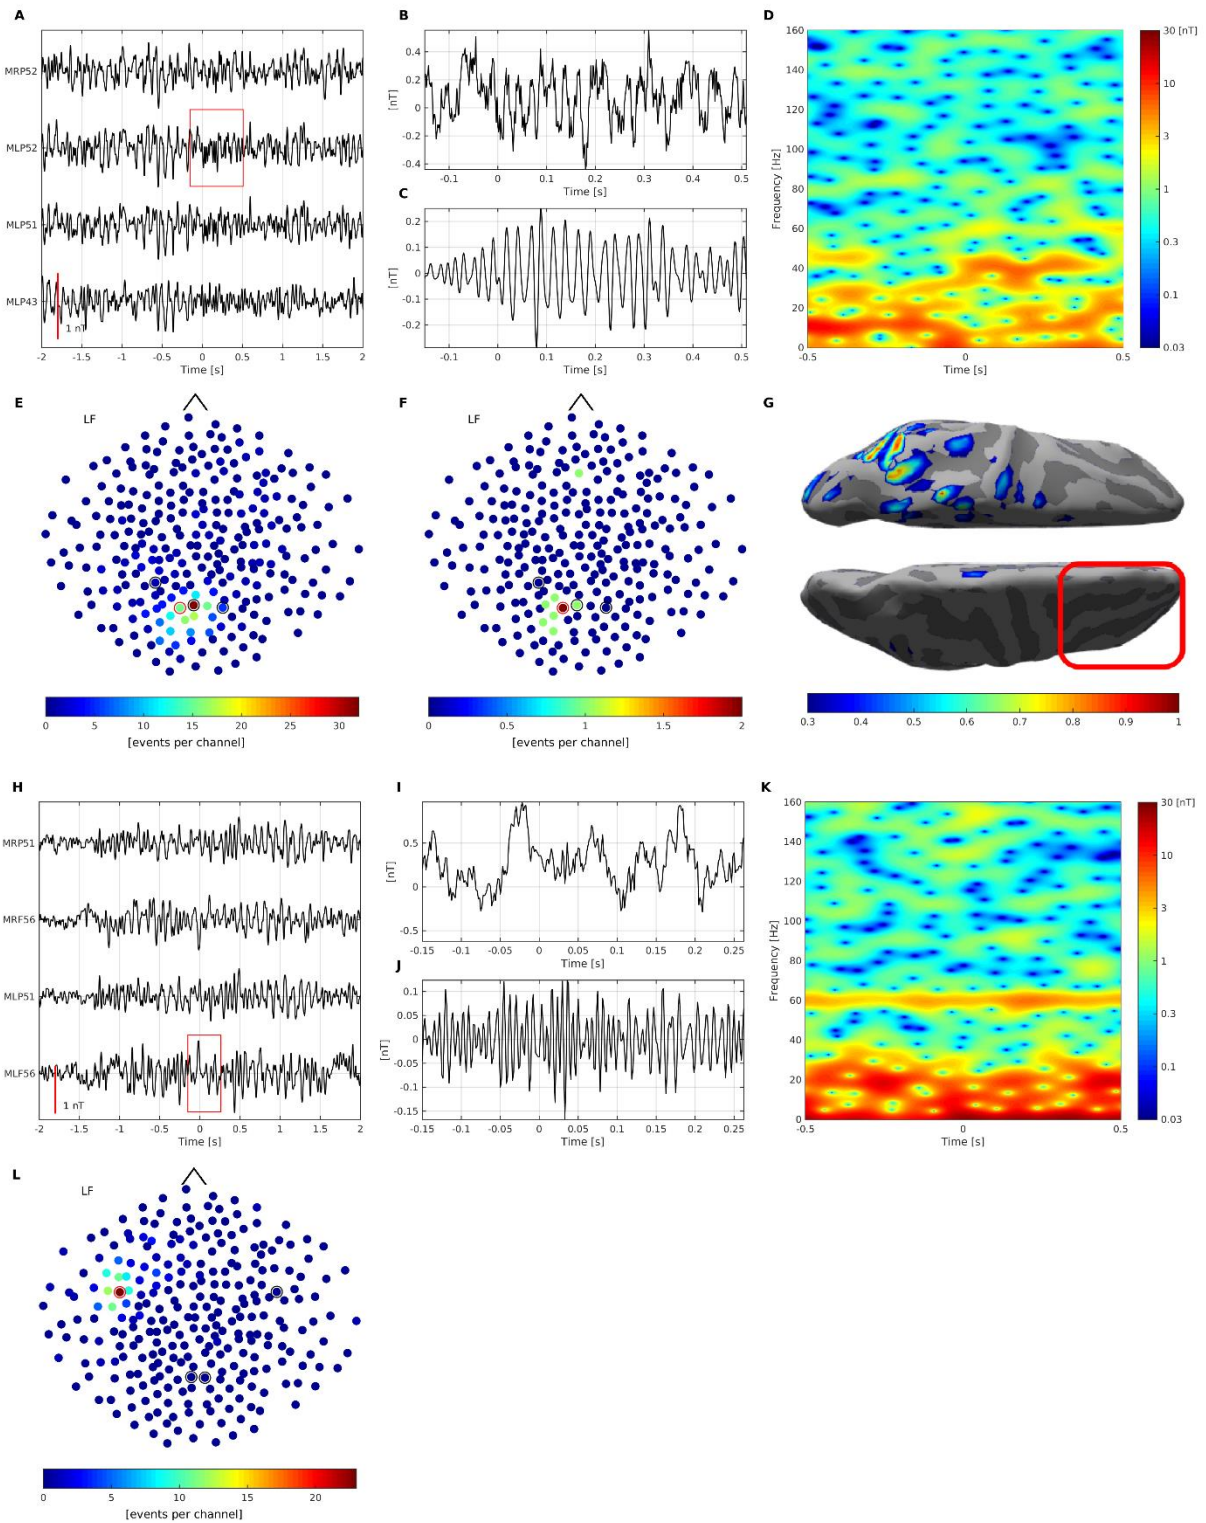 A
MRP52
MLP52
MLP51
MLP43
1 nT
-2 -1.5 -1 -0.5 0 0.5 1 1.5 2
Time [s]
B
[nT]
0.4
0.2
0
-0.2
-0.4
-0.1 0 0.1 0.2 0.3 0.4 0.5
Time [s]
C
[nT]
0.2
0.1
0
-0.1
-0.2
-0.1 0 0.1 0.2 0.3 0.4 0.5
Time [s]
D
Frequency [Hz]
160
140
120
100
80
60
40
20
0
-0.5 0 0.5
Time [s]
30 [nT]
10
3
1
0.3
0.1
0.03
E
LF
0 5 10 15 20 25 30
[events per channel]
F
LF
0 0.5 1 1.5 2
[events per channel]
G
0.3 0.4 0.5 0.6 0.7 0.8 0.9 1
H
MRP51
MRF56
MLP51
MLF56
1 nT
-2 -1.5 -1 -0.5 0 0.5 1 1.5 2
Time [s]
I
[nT]
0.5
0
-0.5
-0.15 -0.1 -0.05 0 0.05 0.1 0.15 0.2 0.25
Time [s]
J
[nT]
0.1
0.05
0
-0.05
-0.1
-0.15
-0.15 -0.1 -0.05 0 0.05 0.1 0.15 0.2 0.25
Time [s]
K
Frequency [Hz]
160
140
120
100
80
60
40
20
0
-0.5 0 0.5
Time [s]
30 [nT]
10
3
1
0.3
0.1
0.03
L
LF
0 5 10 15 20
[events per channel]